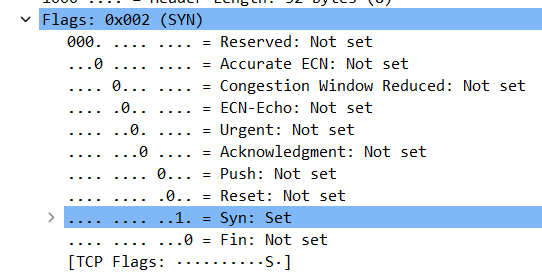 1000 .... = Header Length: 32 bytes (8)
Flags: 0x002 (SYN)
000. .... .... = Reserved: Not set
...0 .... .... = Accurate ECN: Not set
.... 0... .... = Congestion Window Reduced: Not set
.... .0.. .... = ECN-Echo: Not set
.... ..0. .... = Urgent: Not set
.... ...0 .... = Acknowledgment: Not set
.... .... 0... = Push: Not set
.... .... .0.. = Reset: Not set
.... .... ..1. = Syn: Set
.... .... ...0 = Fin: Not set
[TCP Flags: ··········S·]